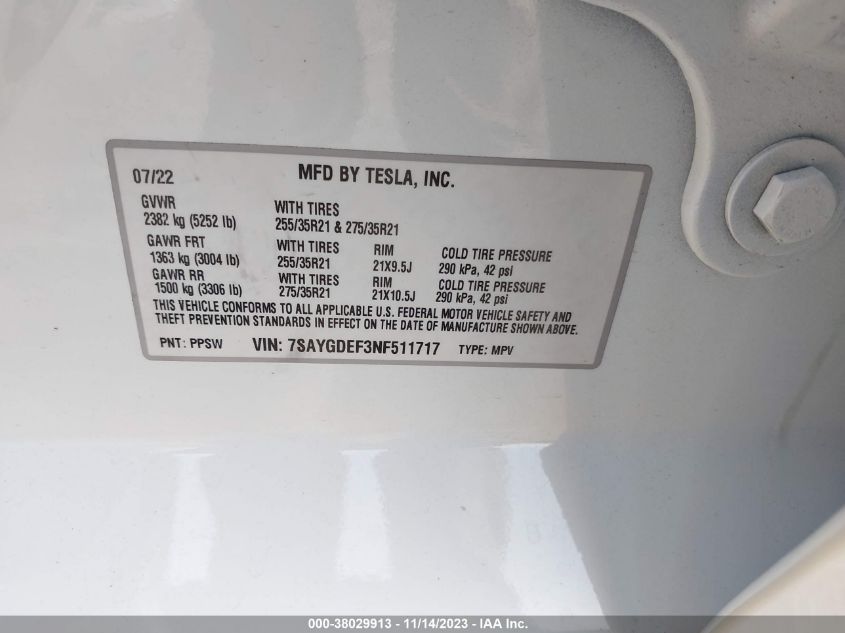 07/22 MFD BY TESLA, INC.
GVWR WITH TIRES
2382 kg (5252 lb) 255/35R21 & 275/35R21
GAWR FRT WITH TIRES RIM COLD TIRE PRESSURE
1363 kg (3004 lb) 255/35R21 21X9.5J 290 kPa, 42 psi
GAWR RR WITH TIRES RIM COLD TIRE PRESSURE
1500 kg (3306 lb) 275/35R21 21X10.5J 290 kPa, 42 psi
THIS VEHICLE CONFORMS TO ALL APPLICABLE U.S. FEDERAL MOTOR VEHICLE SAFETY AND
THEFT PREVENTION STANDARDS IN EFFECT ON THE DATE OF MANUFACTURE SHOWN ABOVE.
PNT: PPSW VIN: 7SAYGDEF3NF511717 TYPE: MPV
000-38029913 - 11/14/2023 - IAA Inc.